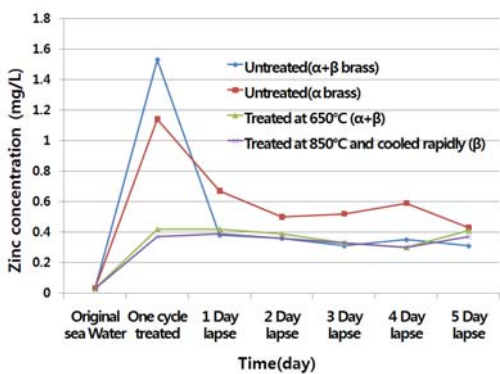 1.8
1.6
1.4
1.2
1
0.8
0.6
0.4
0.2
0
Zinc concentration (mg/L)
Untreated(α+β brass)
Untreated(α brass)
Treated at 650℃ (α+β)
Treated at 850℃ and cooled rapidly (β)
Original sea Water
One cycle treated
1 Day lapse
2 Day lapse
3 Day lapse
4 Day lapse
5 Day lapse
Time(day)